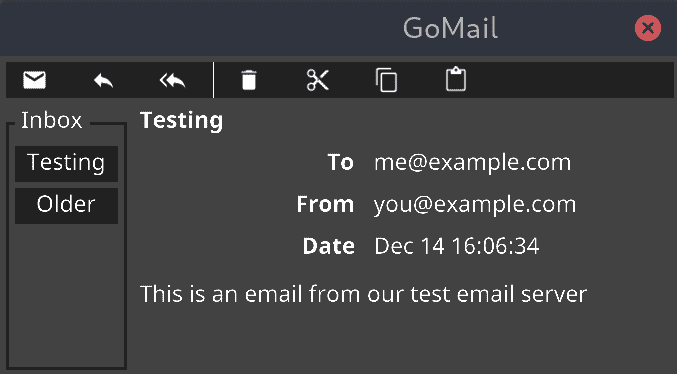 GoMail
Inbox
Testing
Older
Testing
To me@example.com
From you@example.com
Date Dec 14 16:06:34
This is an email from our test email server